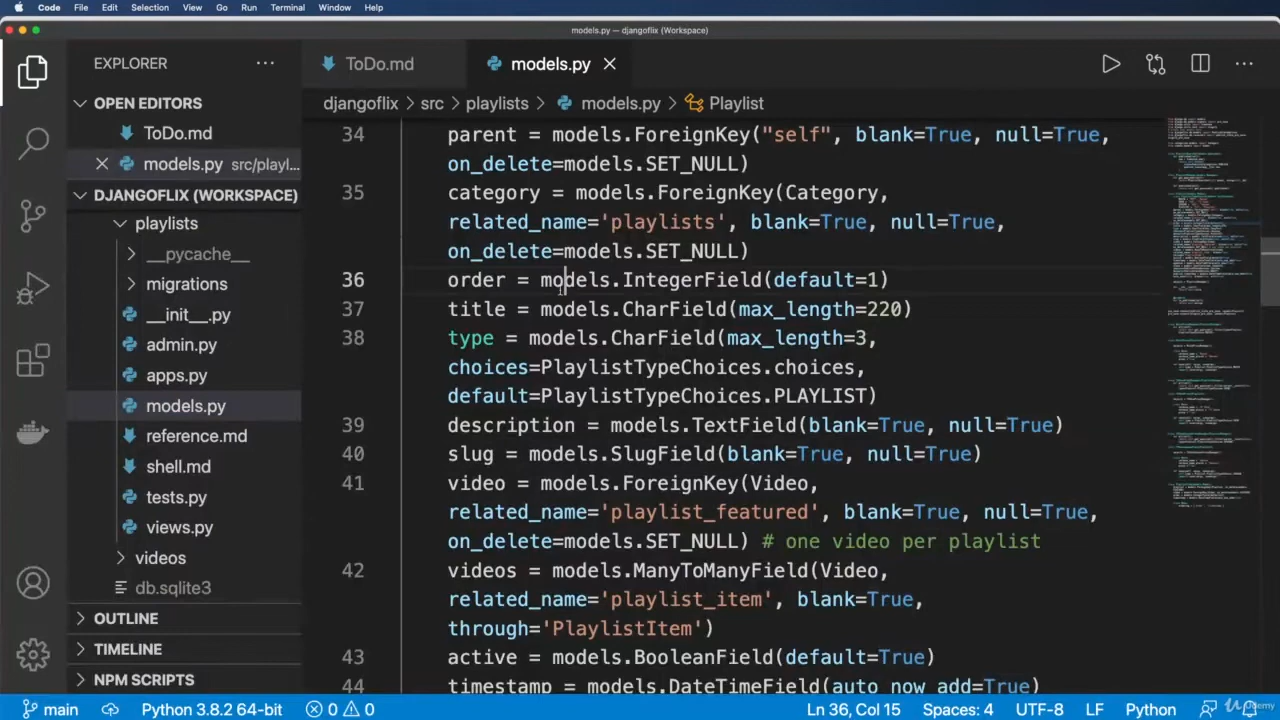 Code File Edit Selection View Go Run Terminal Window Help
models.py — djangoflix (Workspace)
EXPLORER
ToDo.md
models.py
OPEN EDITORS
ToDo.md
models.py src/playl...
DJANGOFLIX (WORKSPACE)
playlists
__pycache__
migrations
__init__.py
admin.py
apps.py
models.py
reference.md
shell.md
tests.py
views.py
videos
db.sqlite3
OUTLINE
TIMELINE
NPM SCRIPTS
djangoflix > src > playlists > models.py > Playlist
34 parent = models.ForeignKey("self", blank=True, null=True,
on_delete=models.SET_NULL)
35 category = models.ForeignKey(Category,
related_name='playlists', blank=True, null=True,
on_delete=models.SET_NULL)
36 order = models.IntegerField(default=1)
37 title = models.CharField(max_length=220)
38 type = models.CharField(max_length=3,
choices=PlaylistTypeChoices.choices,
default=PlaylistTypeChoices.PLAYLIST)
39 description = models.TextField(blank=True, null=True)
40 slug = models.SlugField(blank=True, null=True)
41 video = models.ForeignKey(Video,
related_name='playlist_featured', blank=True, null=True,
on_delete=models.SET_NULL) # one video per playlist
42 videos = models.ManyToManyField(Video,
related_name='playlist_item', blank=True,
through='PlaylistItem')
43 active = models.BooleanField(default=True)
44 timestamp = models.DateTimeField(auto_now_add=True)
main Python 3.8.2 64-bit 0 0 Ln 36, Col 15 Spaces: 4 UTF-8 LF Python
Udemy